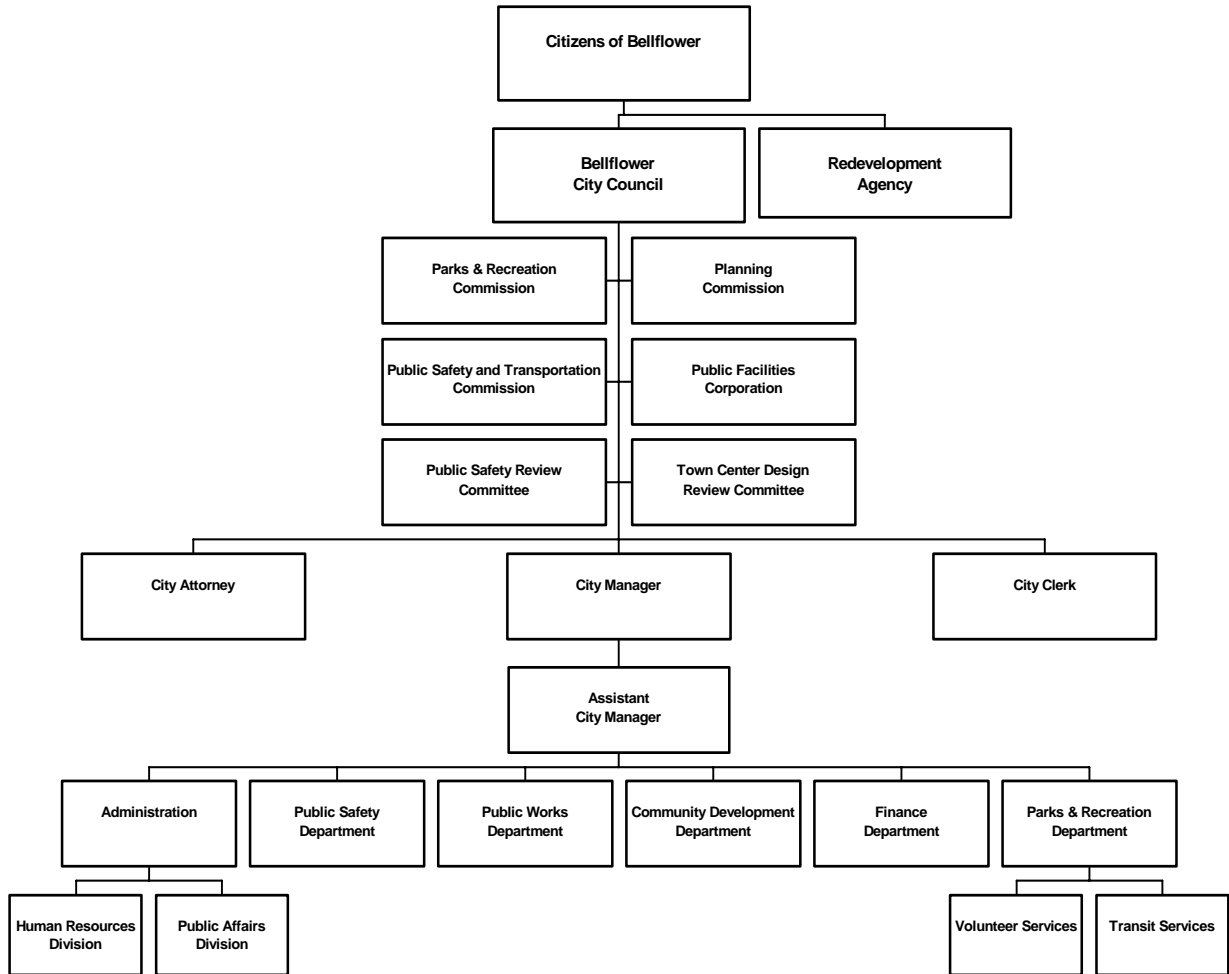 Citizens of Bellflower
Bellflower
City Council
Redevelopment
Agency
Parks & Recreation
Commission
Planning
Commission
Public Safety and Transportation
Commission
Public Facilities
Corporation
Public Safety Review
Committee
Town Center Design
Review Committee
City Attorney
City Manager
City Clerk
Assistant
City Manager
Administration
Public Safety
Department
Public Works
Department
Community Development
Department
Finance
Department
Parks & Recreation
Department
Human Resources
Division
Public Affairs
Division
Volunteer Services
Transit Services